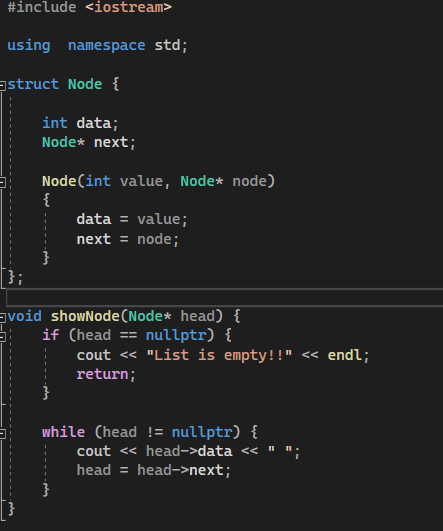 #include <iostream>
using  namespace std;
struct Node {
int data;
Node* next;
Node(int value, Node* node)
{
data = value;
next = node;
}
};
void showNode(Node* head) {
if (head == nullptr) {
cout << "List is empty!!" << endl;
return;
}
while (head != nullptr) {
cout << head->data << " ";
head = head->next;
}
}